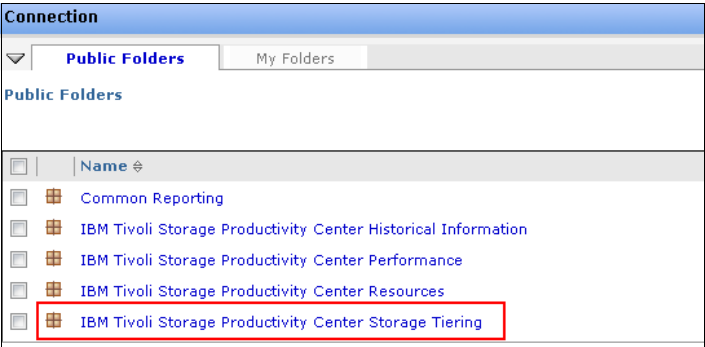 Connection
Public Folders My Folders
Public Folders
Name
Common Reporting
IBM Tivoli Storage Productivity Center Historical Information
IBM Tivoli Storage Productivity Center Performance
IBM Tivoli Storage Productivity Center Resources
IBM Tivoli Storage Productivity Center Storage Tiering